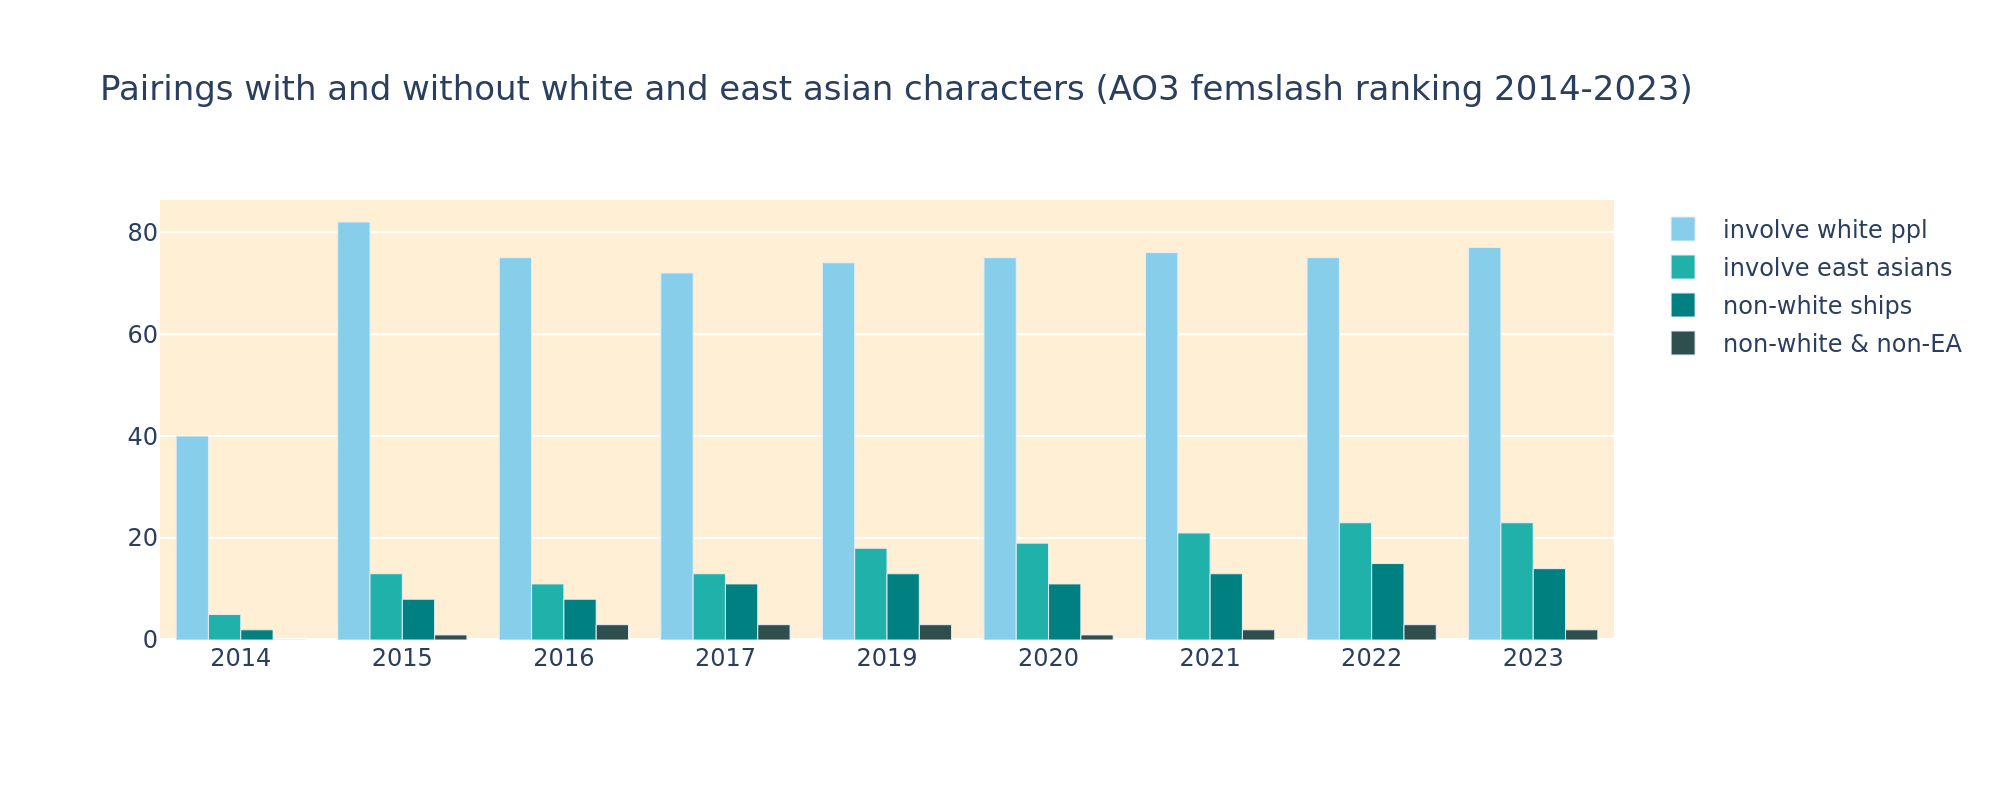 Pairings with and without white and east asian characters (AO3 femslash ranking 2014-2023)
80
60
40
20
0
2014 2015 2016 2017 2019 2020 2021 2022 2023
involve white ppl
involve east asians
non-white ships
non-white & non-EA